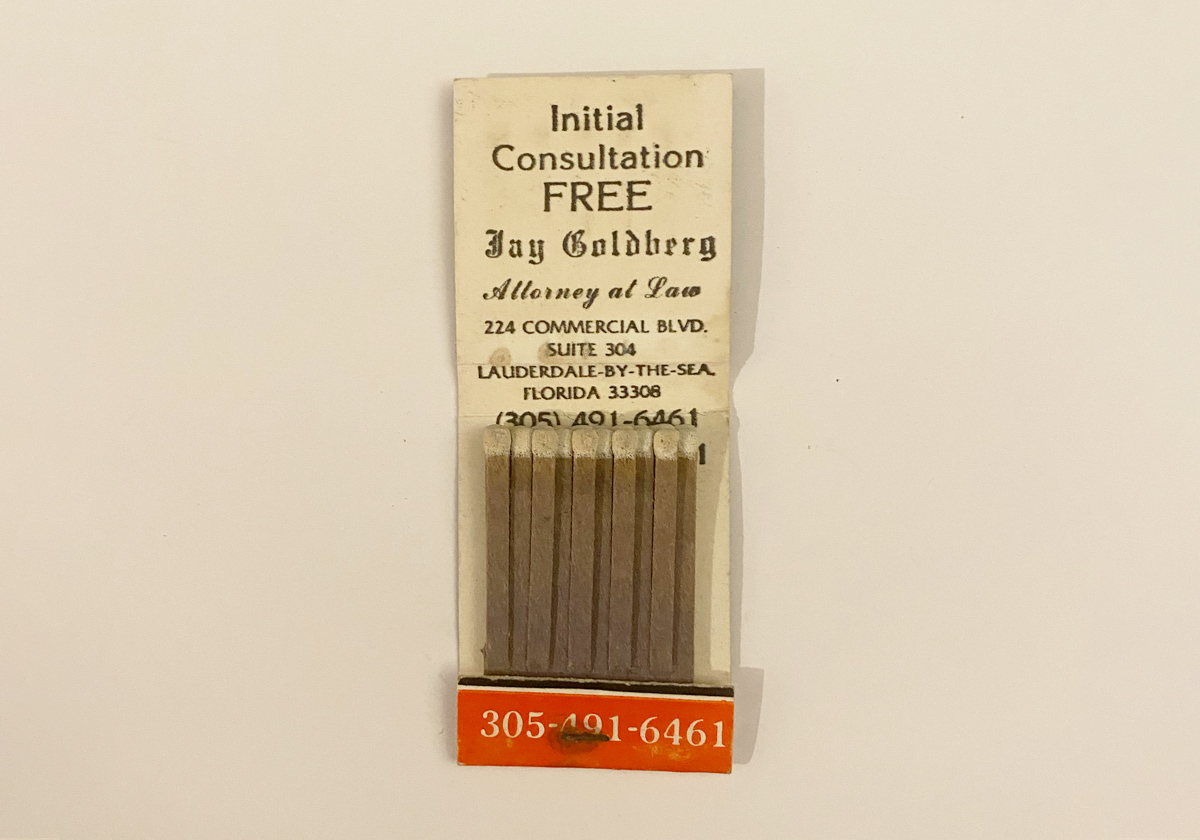 Initial
Consultation
FREE
Jay Goldberg
Attorney at Law
224 COMMERCIAL BLVD.
SUITE 304
LAUDERDALE-BY-THE-SEA,
FLORIDA 33308
(305) 491-6461
305-491-6461